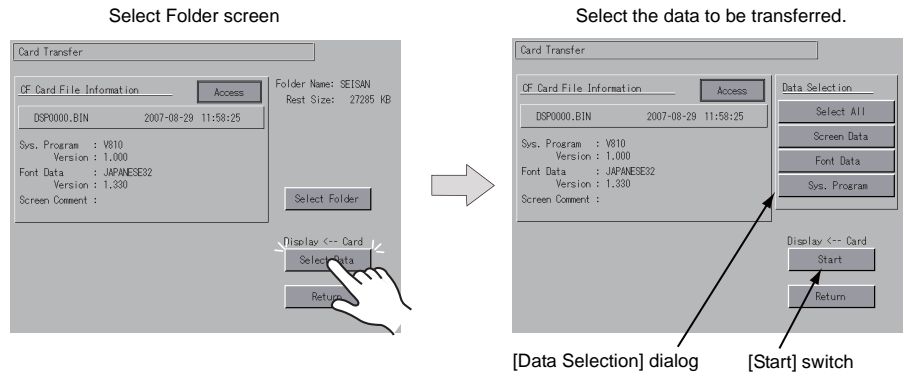 Select Folder screen
Card Transfer
CF Card File Information
Access
Folder Name: SEISAN
Rest Size: 27285 KB
DSP0000.BIN 2007-08-29 11:58:25
Sys. Program : V810
Version : 1.000
Font Data : JAPANESE32
Version : 1.330
Screen Comment :
Select Folder
Display <-- Card
Select Data
Return
Select the data to be transferred.
Card Transfer
CF Card File Information
Access
Data Selection
Select All
DSP0000.BIN 2007-08-29 11:58:25
Screen Data
Sys. Program : V810
Version : 1.000
Font Data
Font Data : JAPANESE32
Version : 1.330
Sys. Program
Screen Comment :
Display <-- Card
Start
Return
[Data Selection] dialog
[Start] switch